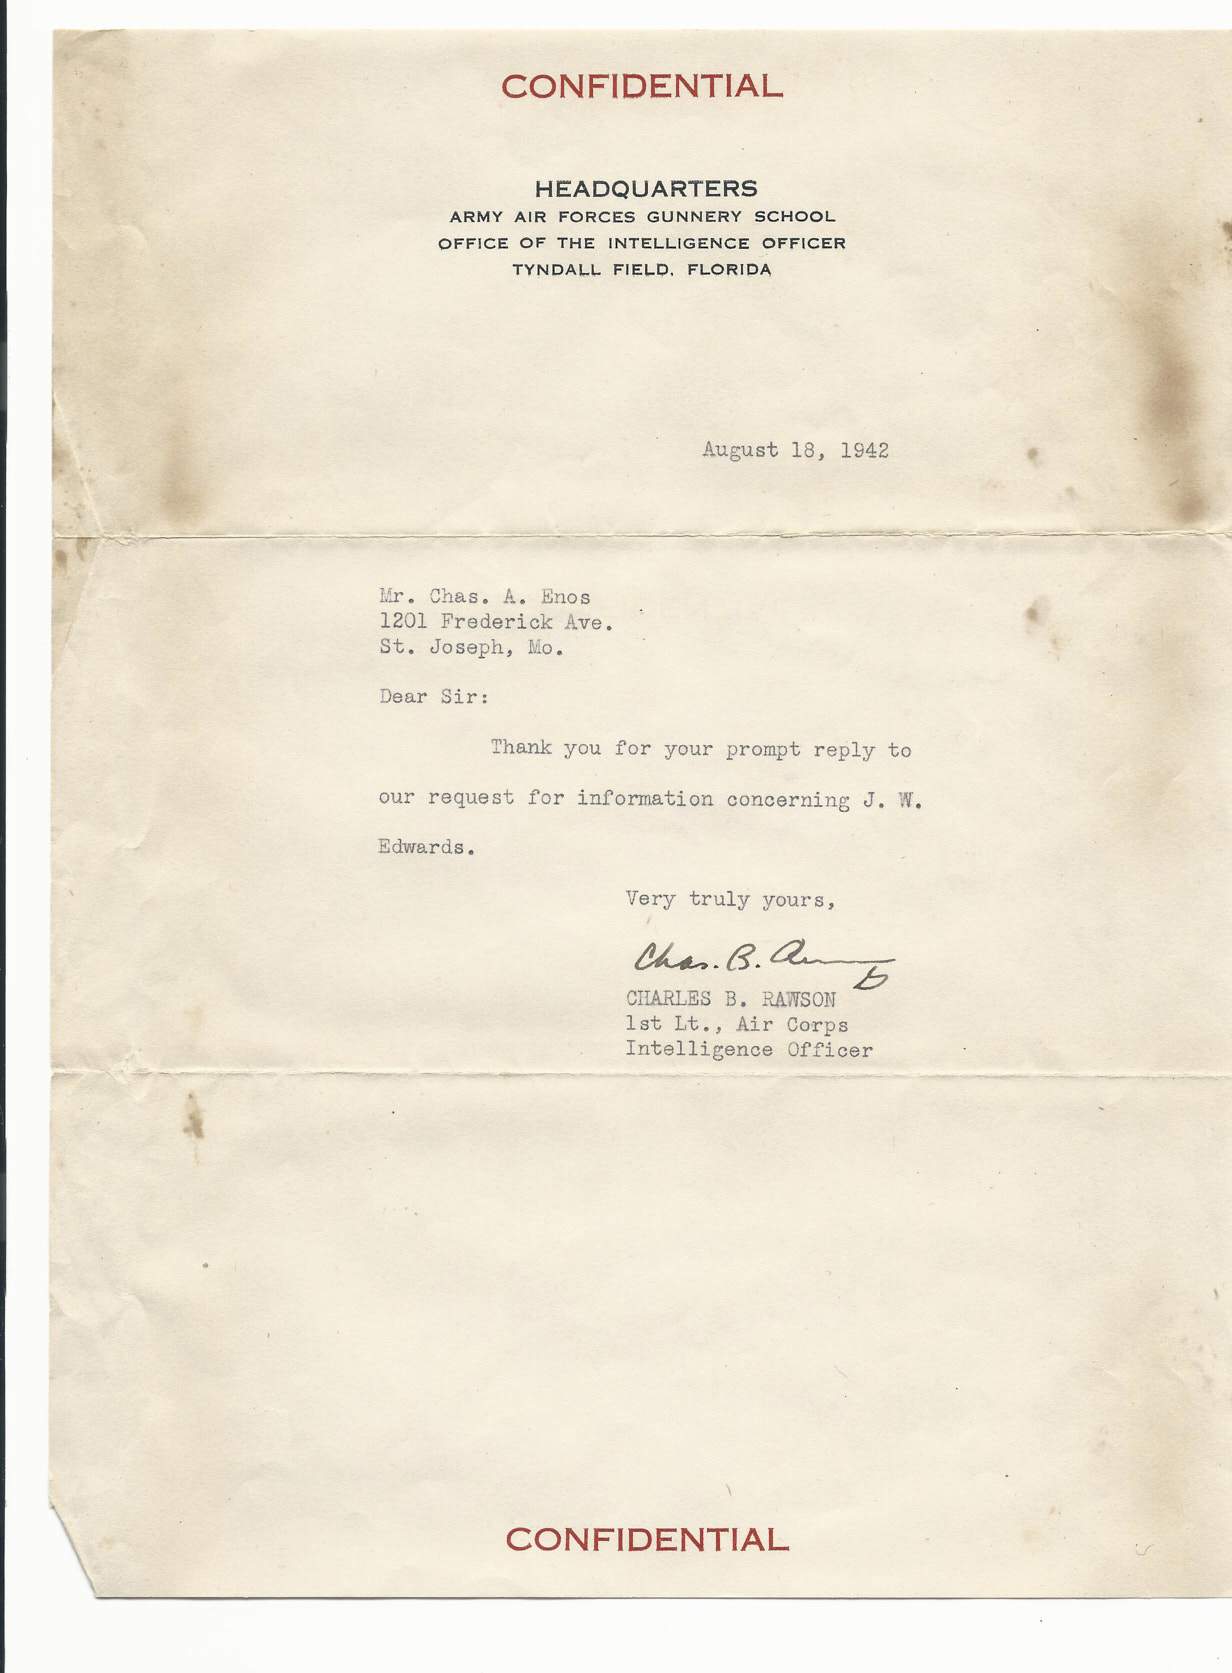 CONFIDENTIAL
HEADQUARTERS
ARMY AIR FORCES GUNNERY SCHOOL
OFFICE OF THE INTELLIGENCE OFFICER
TYNDALL FIELD, FLORIDA
August 18, 1942
Mr. Chas. A. Enos
1201 Frederick Ave.
St. Joseph, Mo.
Dear Sir:
Thank you for your prompt reply to
our request for information concerning J. W.
Edwards.
Very truly yours,
Chas. B.
CHARLES B. RAWSON
1st Lt., Air Corps
Intelligence Officer
CONFIDENTIAL